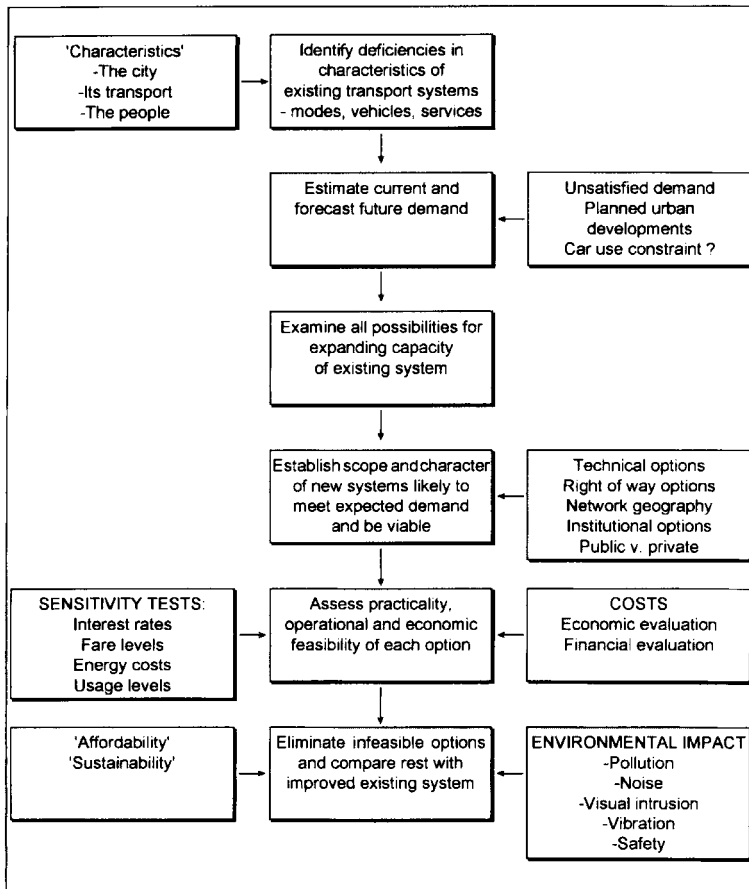 'Characteristics'
-The city
-Its transport
-The people
Identify deficiencies in
characteristics of
existing transport systems
- modes, vehicles, services
Estimate current and
forecast future demand
Unsatisfied demand
Planned urban
developments
Car use constraint ?
Examine all possibilities for
expanding capacity
of existing system
Establish scope and character
of new systems likely to
meet expected demand
and be viable
Technical options
Right of way options
Network geography
Institutional options
Public v. private
SENSITIVITY TESTS:
Interest rates
Fare levels
Energy costs
Usage levels
Assess practicality,
operational and economic
feasibility of each option
COSTS
Economic evaluation
Financial evaluation
'Affordability'
'Sustainability'
Eliminate infeasible options
and compare rest with
improved existing system
ENVIRONMENTAL IMPACT
-Pollution
-Noise
-Visual intrusion
-Vibration
-Safety